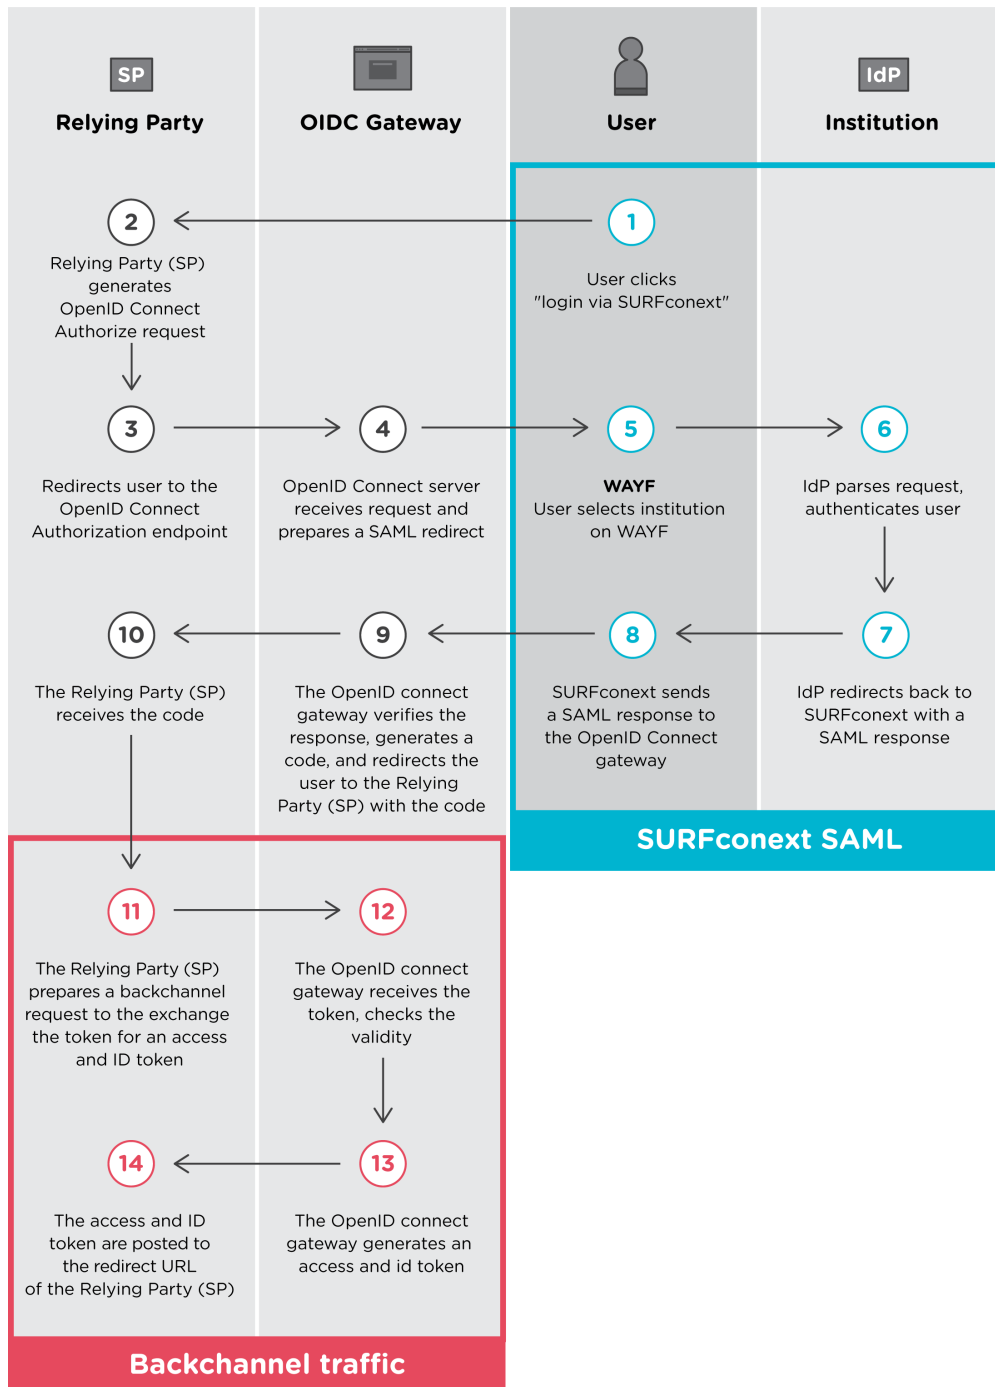 SP
IdP
Relying Party
OIDC Gateway
User
Institution
2
1
Relying Party (SP)
generates
OpenID Connect
Authorize request
User clicks
"login via SURFconext"
3
4
5
6
Redirects user to the
OpenID Connect
Authorization endpoint
OpenID Connect server
receives request and
prepares a SAML redirect
WAYF
User selects institution
on WAYF
IdP parses request,
authenticates user
10
9
8
7
The Relying Party (SP)
receives the code
The OpenID connect
gateway verifies the
response, generates a
code, and redirects the
user to the Relying
Party (SP) with the code
SURFconext sends
a SAML response to
the OpenID Connect
gateway
IdP redirects back to
SURFconext with a
SAML response
SURFconext SAML
11
12
The Relying Party (SP)
prepares a backchannel
request to the exchange
the token for an access
and ID token
The OpenID connect
gateway receives the
token, checks the
validity
14
13
The access and ID
token are posted to
the redirect URL
of the Relying Party (SP)
The OpenID connect
gateway generates an
access and id token
Backchannel traffic